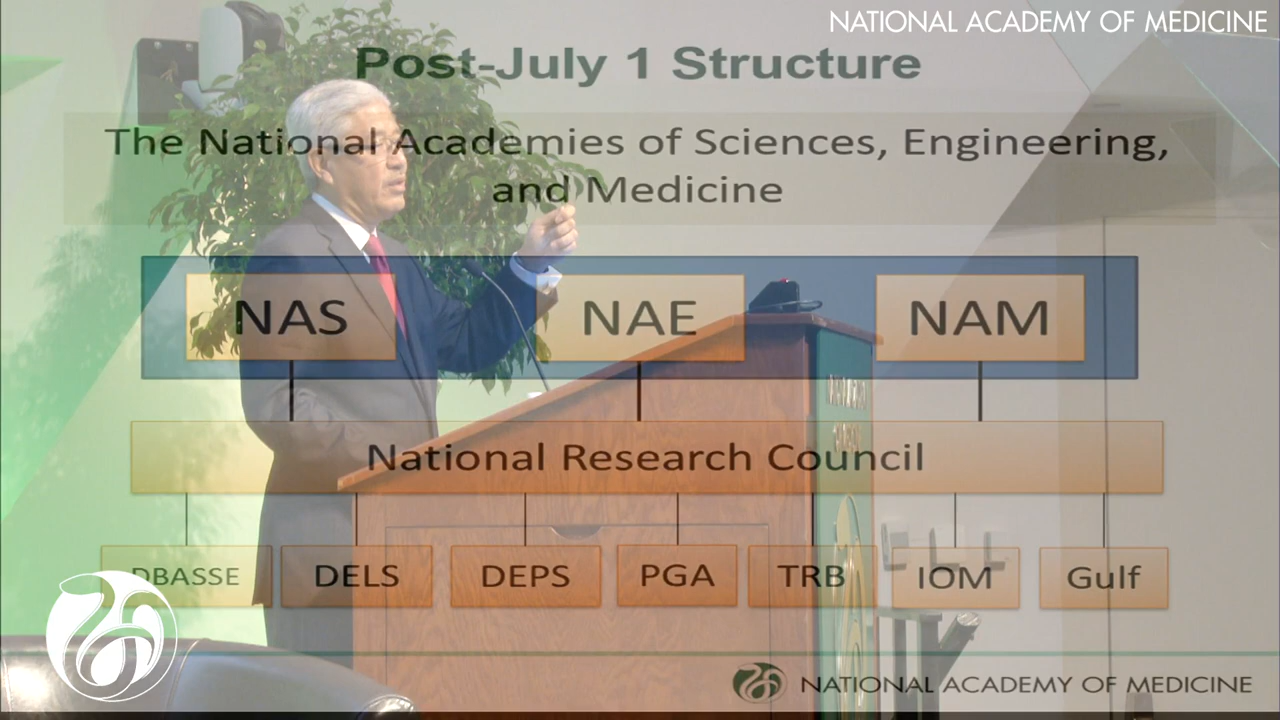 NATIONAL ACADEMY OF MEDICINE
Post-July 1 Structure
The National Academies of Sciences, Engineering,
and Medicine
NAS NAE NAM
National Research Council
DBASSE DELS DEPS PGA TRB IOM Gulf
NATIONAL ACADEMY OF MEDICINE